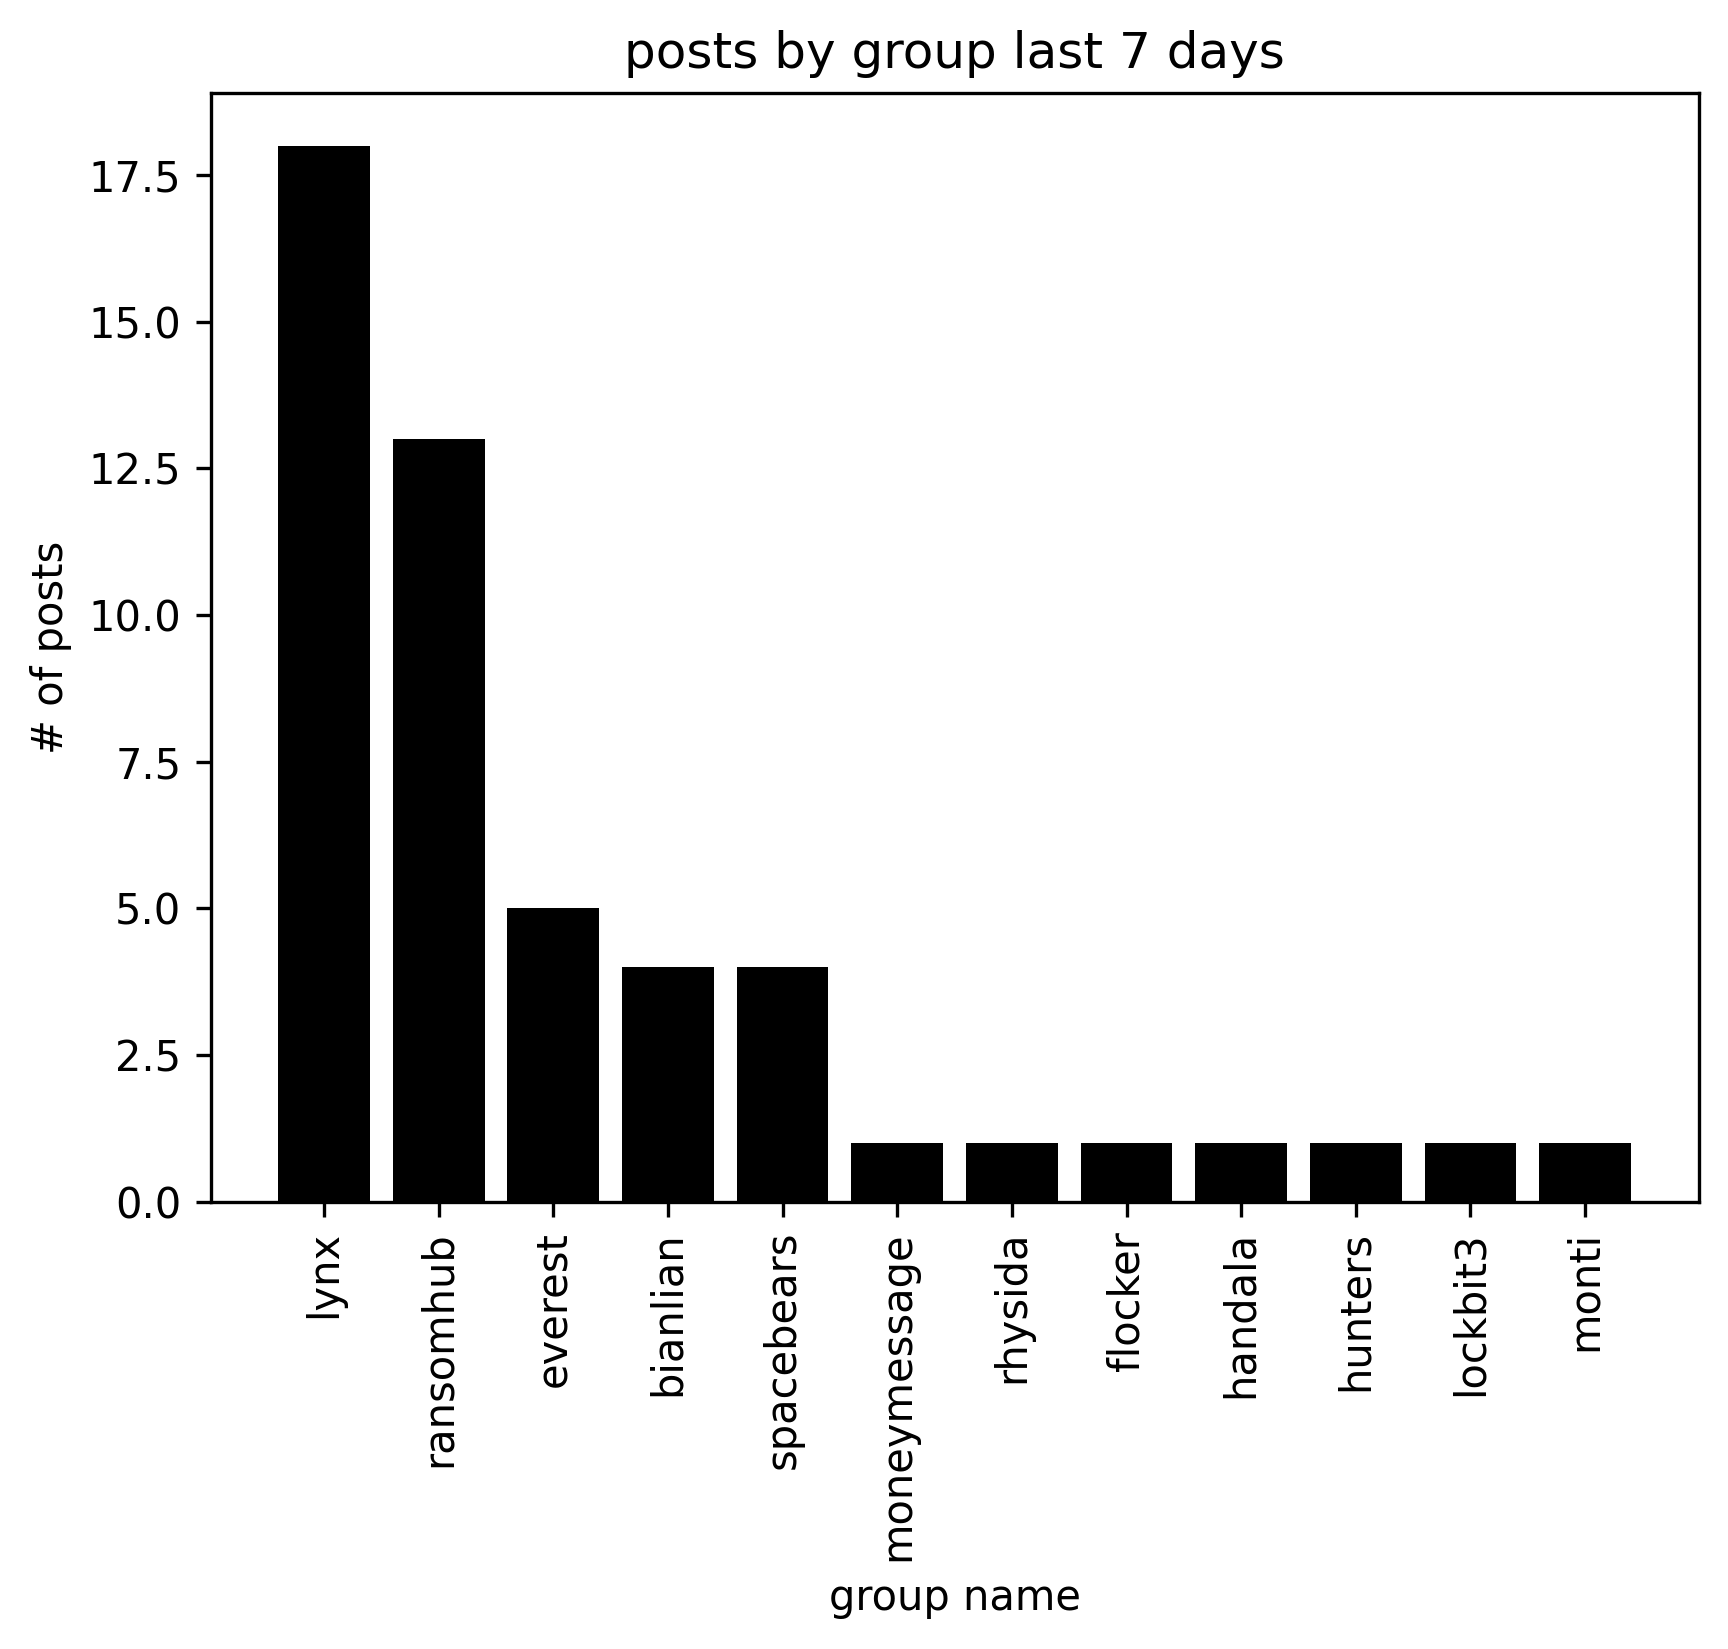 posts by group last 7 days
# of posts
17.5
15.0
12.5
10.0
7.5
5.0
2.5
0.0
lynx
ransomhub
everest
bianlian
spacebears
moneymessage
rhysida
flocker
handala
hunters
lockbit3
monti
group name